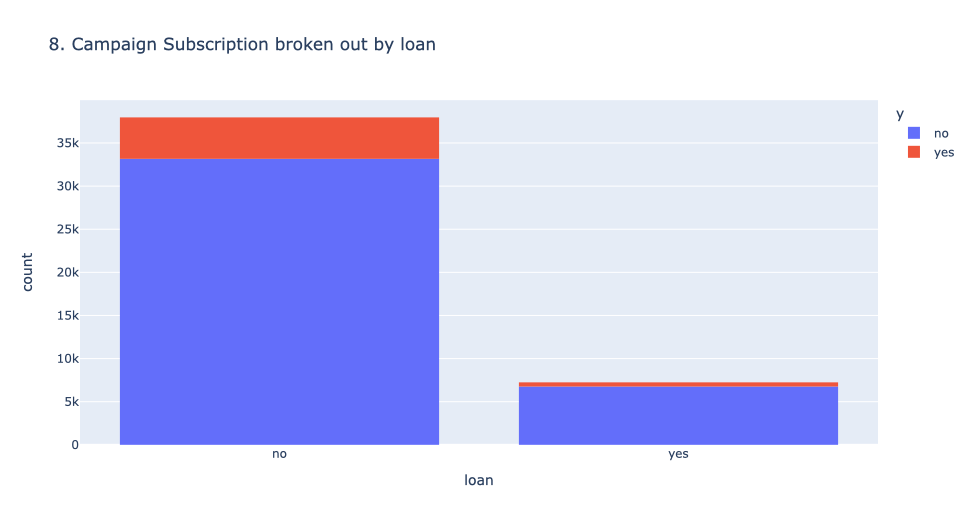 8. Campaign Subscription broken out by loan
y
no
yes
35k
30k
25k
20k
15k
10k
5k
0
count
no
yes
loan